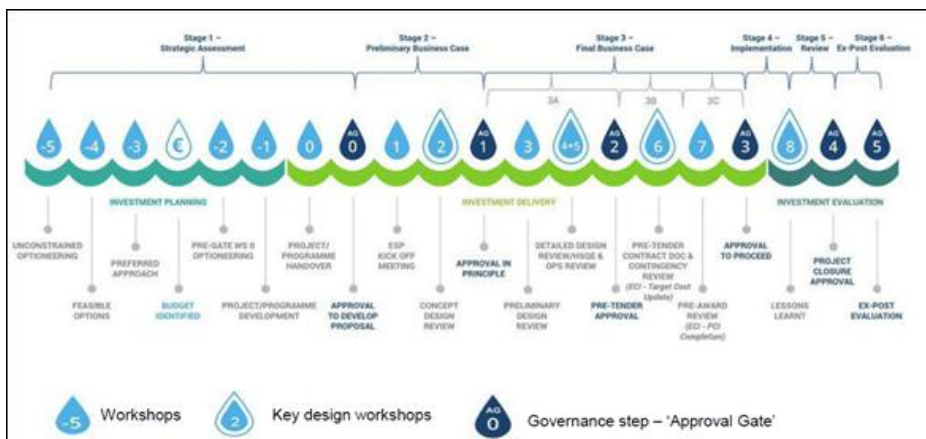 Stage 1 –
Strategic Assessment
Stage 2 –
Preliminary Business Case
Stage 3 –
Final Business Case
Stage 4 –
Implementation
Stage 5 –
Review
Stage 6 –
Ex-Post Evaluation
3A
3B
3C
-5
-4
-3
€
-2
-1
0
AG
0
1
2
AG
1
3
4+5
AG
2
6
7
AG
3
8
AG
4
AG
5
INVESTMENT PLANNING
INVESTMENT DELIVERY
INVESTMENT EVALUATION
UNCONSTRAINED
OPTIONEERING
FEASIBLE
OPTIONS
PREFERRED
APPROACH
BUDGET
IDENTIFIED
PRE-GATE WS 0
OPTIONEERING
PROJECT/PROGRAMME
DEVELOPMENT
PROJECT/
PROGRAMME
HANDOVER
APPROVAL
TO DEVELOP
PROPOSAL
ESP
KICK OFF
MEETING
CONCEPT
DESIGN
REVIEW
APPROVAL IN
PRINCIPLE
PRELIMINARY
DESIGN
REVIEW
DETAILED DESIGN
REVIEW/HSQE &
OPS REVIEW
PRE-TENDER
APPROVAL
PRE-TENDER
CONTRACT DOC &
CONTINGENCY
REVIEW
(ECI - Target Cost
Update)
PRE-AWARD
REVIEW
(ECI - PCI
Completion)
APPROVAL
TO PROCEED
LESSONS
LEARNT
PROJECT
CLOSURE
APPROVAL
EX-POST
EVALUATION
-5
Workshops
2
Key design workshops
AG
0
Governance step – 'Approval Gate'